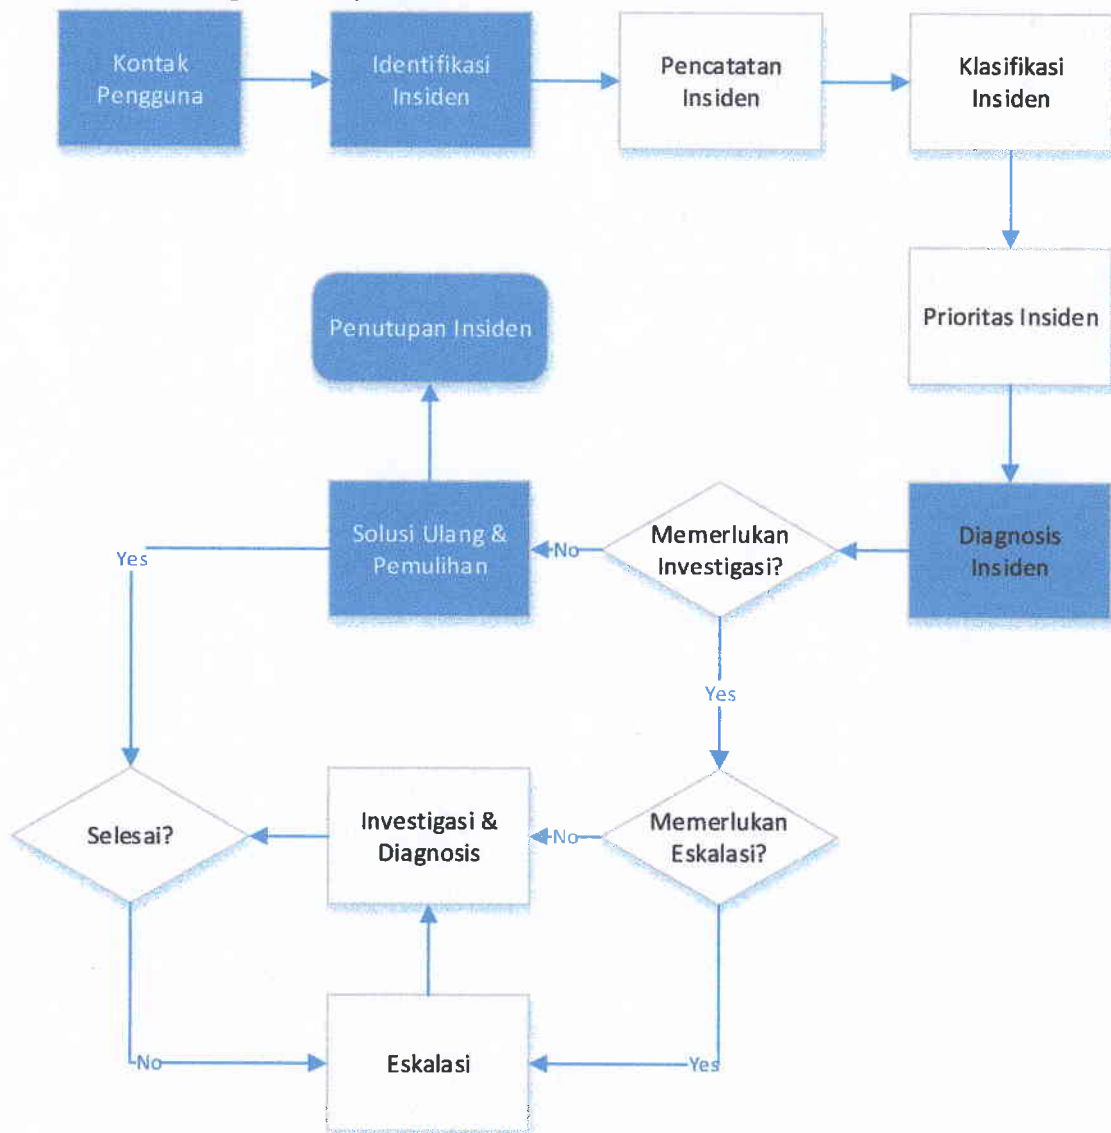 Kontak
Pengguna
Identifikasi
Insiden
Pencatatan
Insiden
Klasifikasi
Insiden
Prioritas Insiden
Penutupan Insiden
Solusi Ulang &
Pemulihan
No
Memerlukan
Investigasi?
Diagnosis
Insiden
Yes
Yes
Selesai?
Investigasi &
Diagnosis
No
Memerlukan
Eskalasi?
No
Eskalasi
Yes